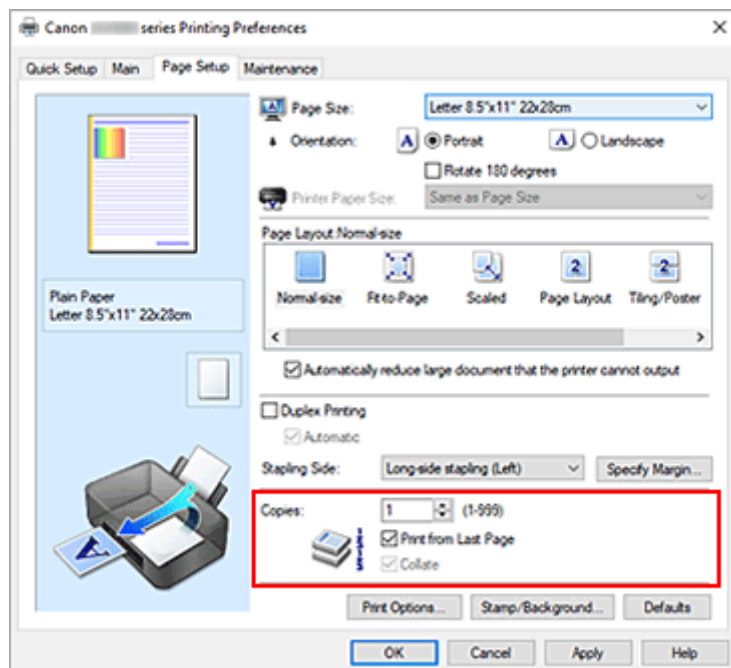 Canon series Printing Preferences
Quick Setup Main Page Setup Maintenance
Page Size: Letter 8.5"x11" 22x28cm
Orientation: A Portrait A Landscape
Rotate 180 degrees
Printer Paper Size: Same as Page Size
Page Layout:Normal-size
2 2
Normal-size Fit-to-Page Scaled Page Layout Tiling/Poster
Automatically reduce large document that the printer cannot output
Plain Paper
Letter 8.5"x11" 22x28cm
Duplex Printing
Automatic
Stapling Side: Long-side stapling (Left) Specify Margin...
Copies: 1 (1-999)
Print from Last Page
Collate
A
Print Options... Stamp/Background... Defaults
OK Cancel Apply Help